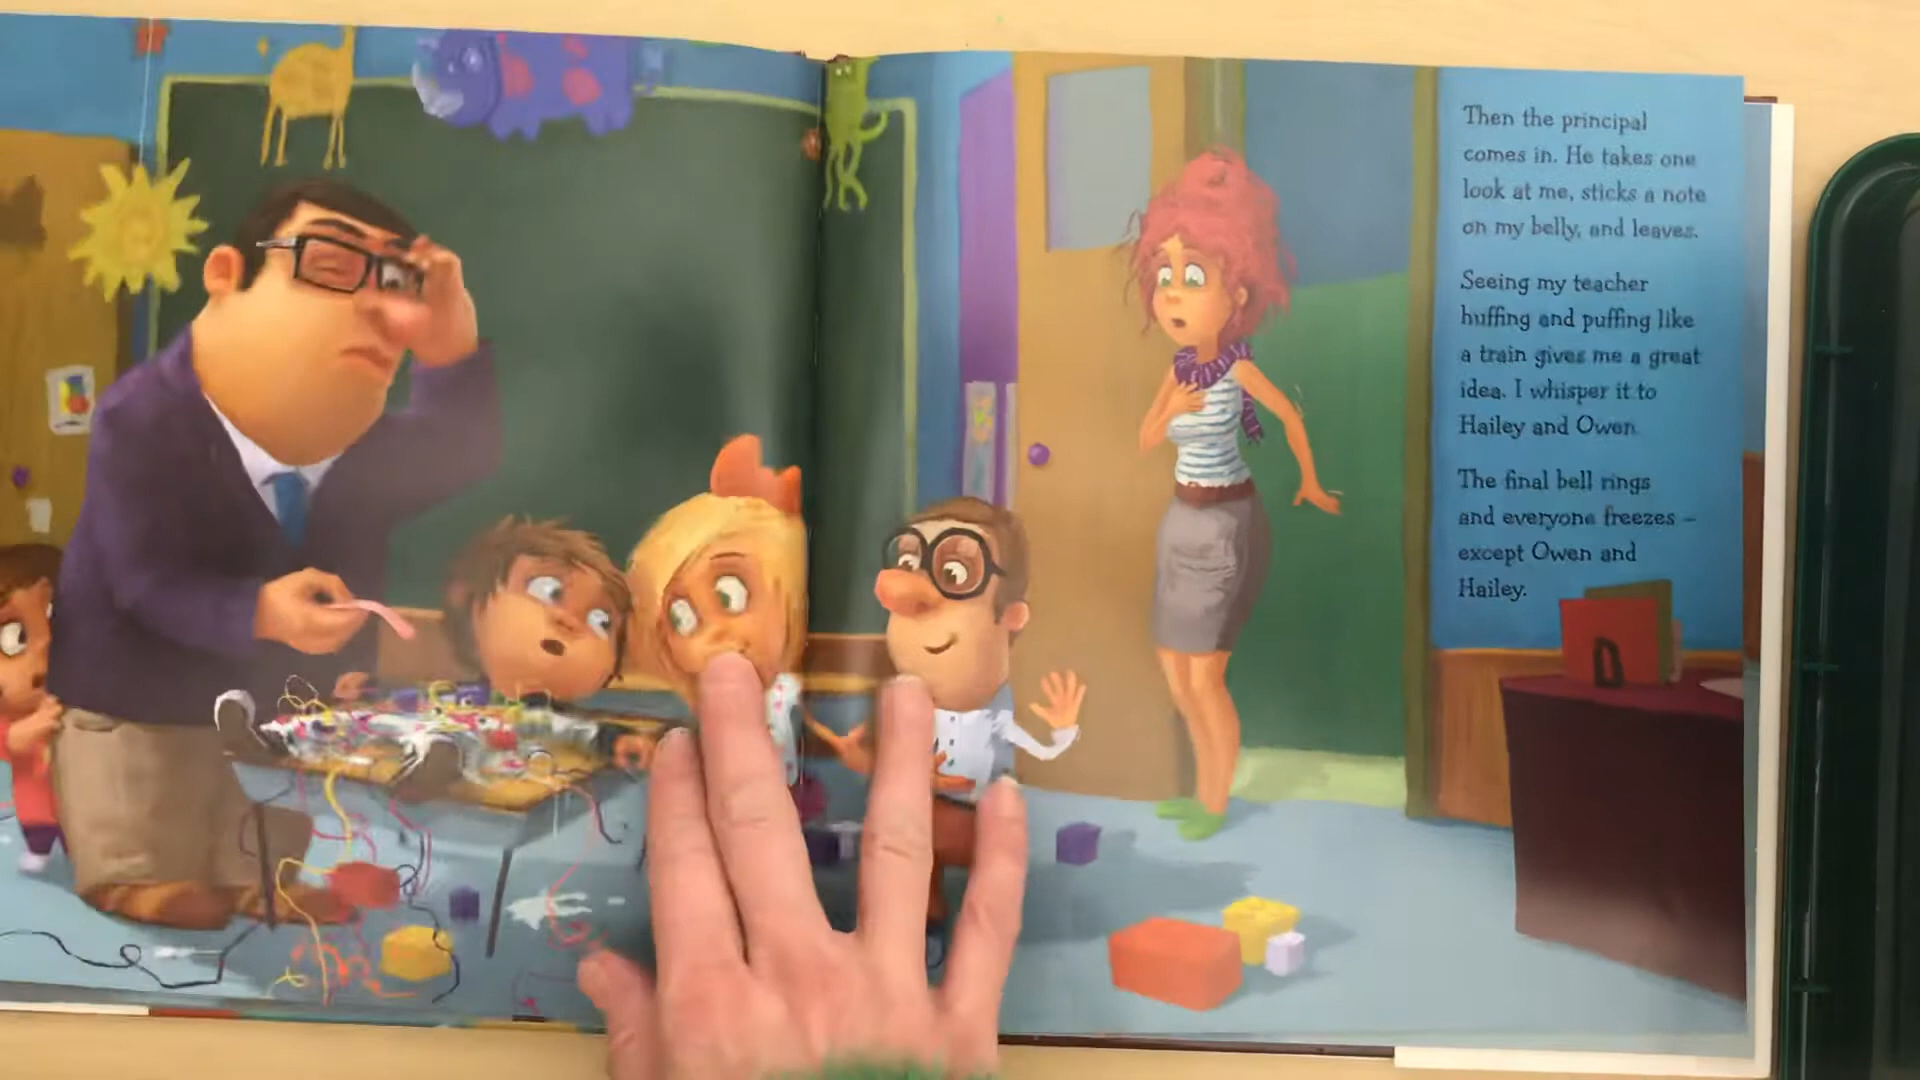 Then the principal
comes in. He takes one
look at me, sticks a note
on my belly, and leaves.
Seeing my teacher
huffing and puffing like
a train gives me a great
idea. I whisper it to
Hailey and Owen.
The final bell rings
and everyone freezes –
except Owen and
Hailey.